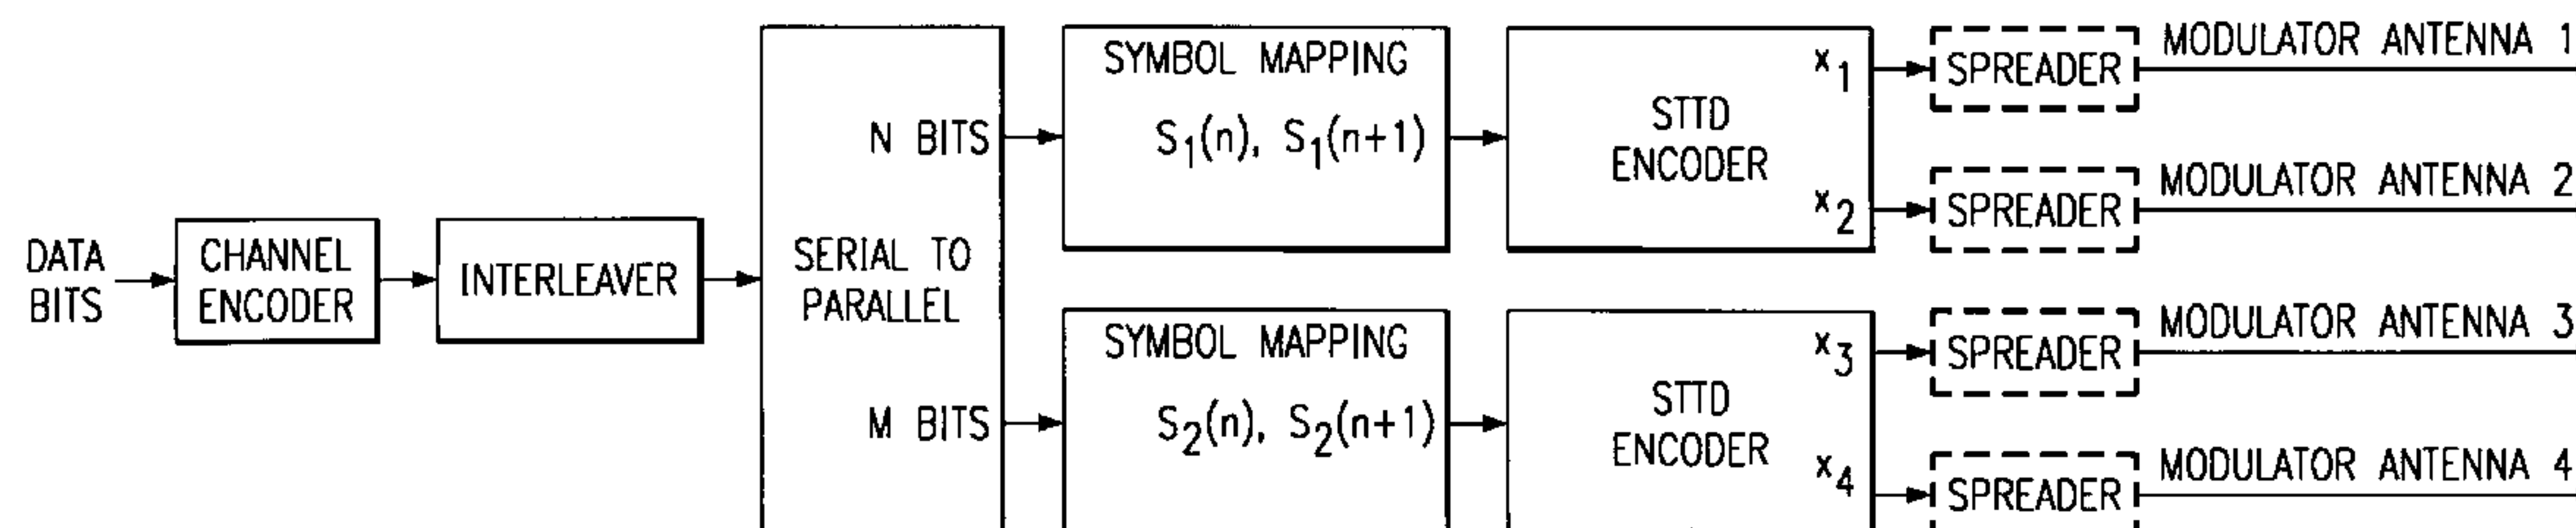 DATA
BITS
CHANNEL
ENCODER
INTERLEAVER
SERIAL TO
PARALLEL
N BITS
M BITS
SYMBOL MAPPING
S₁(n), S₁(n+1)
STTD
ENCODER
x₁
x₂
SPREADER
MODULATOR ANTENNA 1
SPREADER
MODULATOR ANTENNA 2
SYMBOL MAPPING
S₂(n), S₂(n+1)
STTD
ENCODER
x₃
x₄
SPREADER
MODULATOR ANTENNA 3
SPREADER
MODULATOR ANTENNA 4